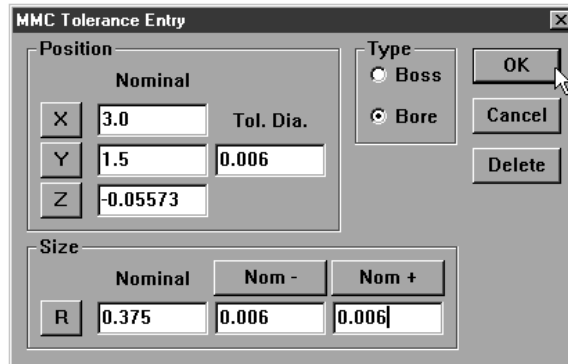 MMC Tolerance Entry
Position
Nominal
X 3.0 Tol. Dia.
Y 1.5 0.006
Z -0.05573
Type
Boss
Bore
OK
Cancel
Delete
Size
Nominal Nom - Nom +
R 0.375 0.006 0.006